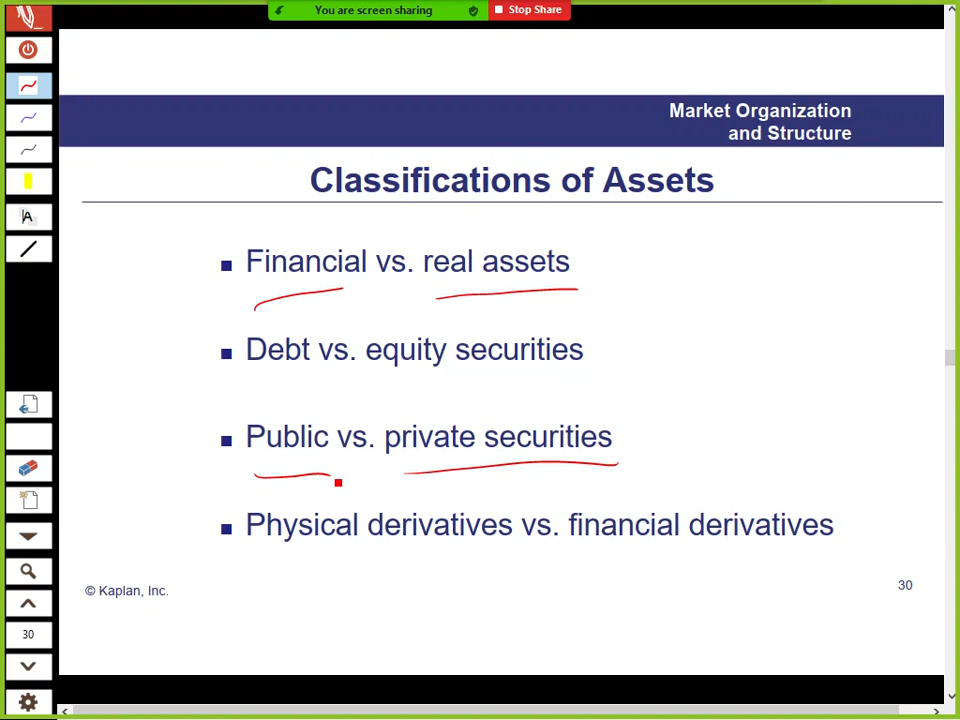 You are screen sharing
Stop Share
Market Organization
and Structure
Classifications of Assets
Financial vs. real assets
Debt vs. equity securities
Public vs. private securities
Physical derivatives vs. financial derivatives
© Kaplan, Inc.
30
A
30